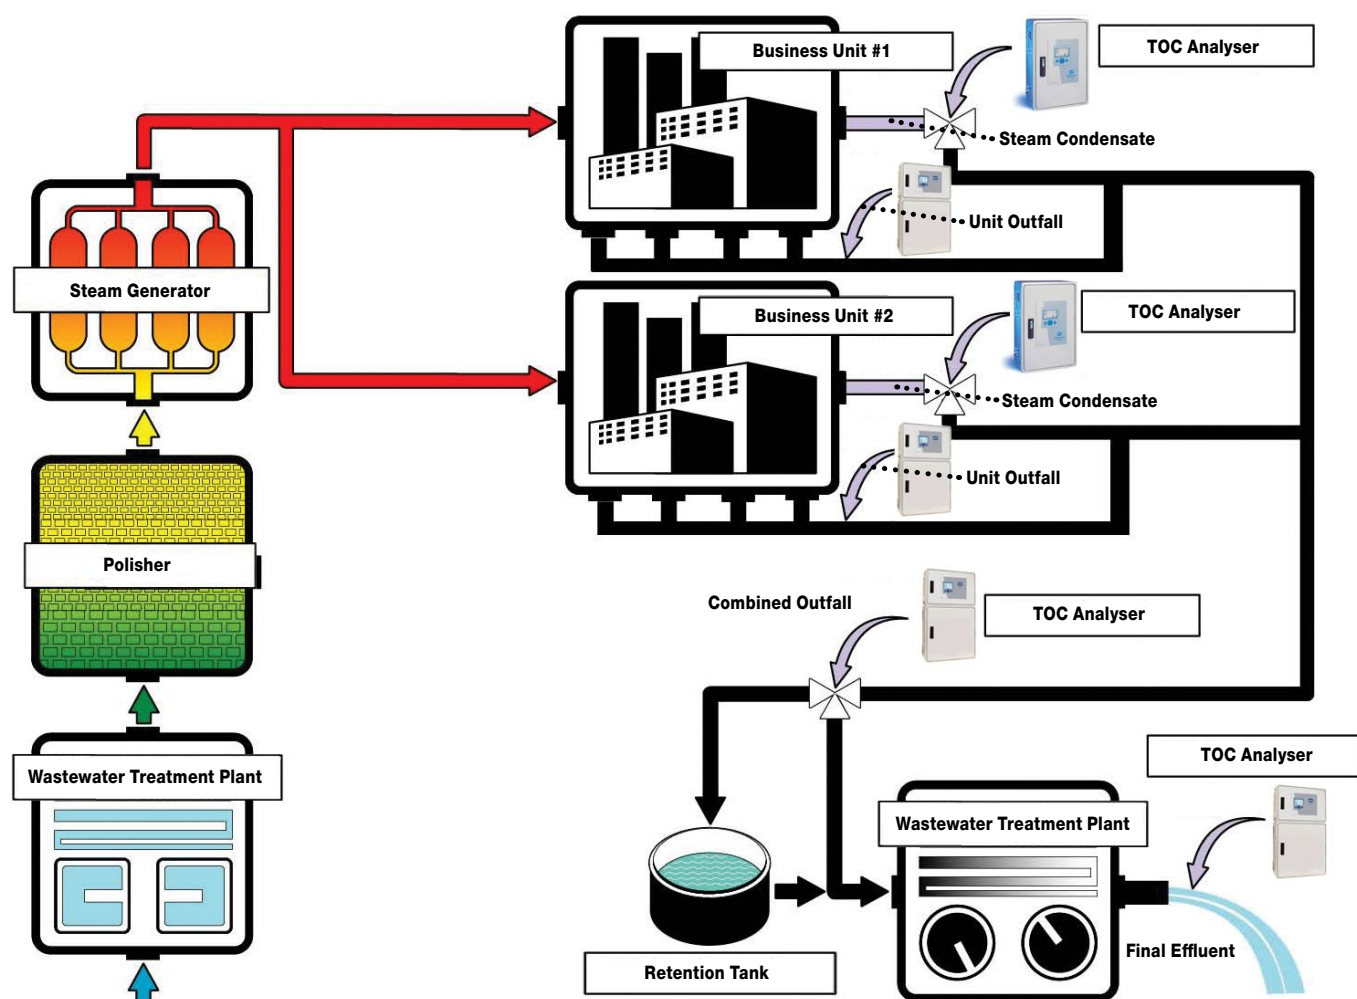 Business Unit #1
TOC Analyser
Steam Condensate
Unit Outfall
Steam Generator
Business Unit #2
TOC Analyser
Steam Condensate
Unit Outfall
Polisher
Combined Outfall
TOC Analyser
Wastewater Treatment Plant
TOC Analyser
Wastewater Treatment Plant
Final Effluent
Retention Tank